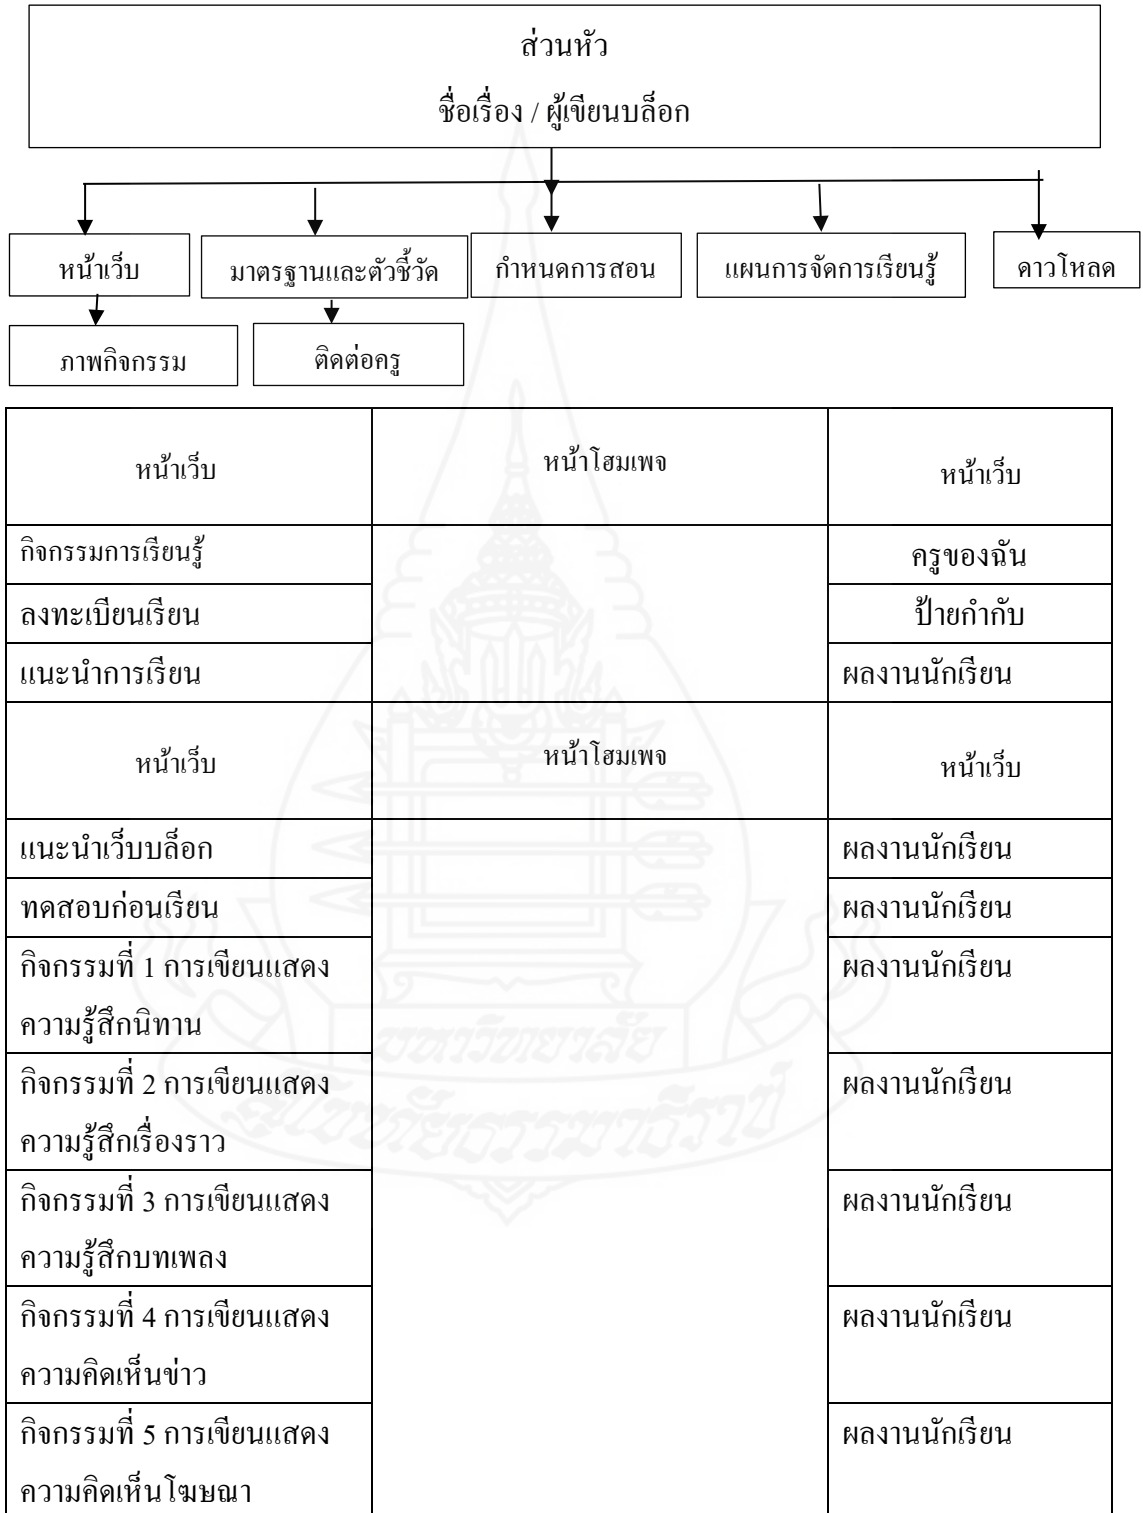 ส่วนหัว
ชื่อเรื่อง / ผู้เขียนบล็อก
หน้าเว็บ
มาตรฐานและตัวชี้วัด
กำหนดการสอน
แผนการจัดการเรียนรู้
ดาวโหลด
ภาพกิจกรรม
ติดต่อครู
หน้าเว็บ
หน้าโฮมเพจ
หน้าเว็บ
กิจกรรมการเรียนรู้
ครูของฉัน
ลงทะเบียนเรียน
ป้ายกำกับ
แนะนำการเรียน
ผลงานนักเรียน
หน้าเว็บ
หน้าโฮมเพจ
หน้าเว็บ
แนะนำเว็บบล็อก
ผลงานนักเรียน
ทดสอบก่อนเรียน
ผลงานนักเรียน
กิจกรรมที่ 1 การเขียนแสดง
ความรู้สึกนิทาน
ผลงานนักเรียน
กิจกรรมที่ 2 การเขียนแสดง
ความรู้สึกเรื่องราว
ผลงานนักเรียน
กิจกรรมที่ 3 การเขียนแสดง
ความรู้สึกบทเพลง
ผลงานนักเรียน
กิจกรรมที่ 4 การเขียนแสดง
ความคิดเห็นข่าว
ผลงานนักเรียน
กิจกรรมที่ 5 การเขียนแสดง
ความคิดเห็นโฆษณา
ผลงานนักเรียน
มหาวิทยาลัย
สุโขทัยธรรมาธิราช